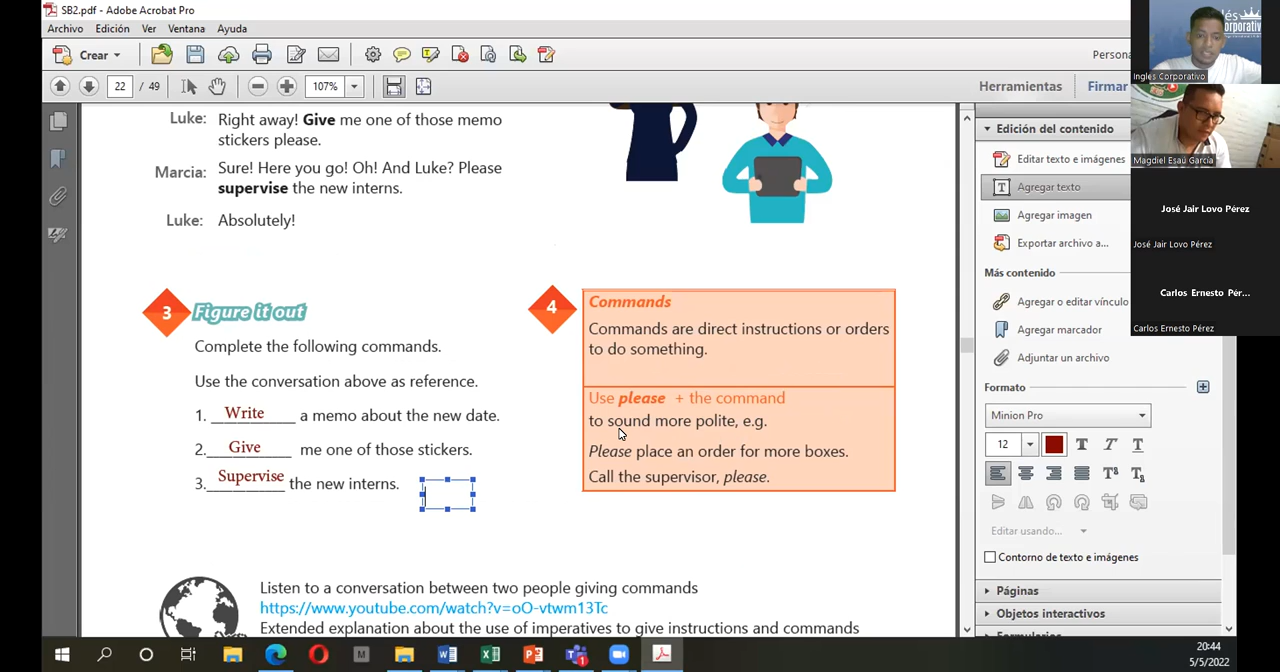 SB2.pdf - Adobe Acrobat Pro
Archivo Edición Ver Ventana Ayuda
Crear
Persona
22 / 49 107%
Herramientas Firmar
Luke: Right away! Give me one of those memo
stickers please.
Marcia: Sure! Here you go! Oh! And Luke? Please
supervise the new interns.
Luke: Absolutely!
3 Figure it out
Complete the following commands.
Use the conversation above as reference.
1. Write a memo about the new date.
2. Give me one of those stickers.
3. Supervise the new interns.
4
Commands
Commands are direct instructions or orders
to do something.
Use please + the command
to sound more polite, e.g.
Please place an order for more boxes.
Call the supervisor, please.
Listen to a conversation between two people giving commands
https://www.youtube.com/watch?v=oO-vtwm13Tc
Extended explanation about the use of imperatives to give instructions and commands
Edición del contenido
Editar texto e imágenes
Agregar texto
Agregar imagen
Exportar archivo a...
Más contenido
Agregar o editar vínculo
Agregar marcador
Adjuntar un archivo
Formato
Minion Pro
12
Editar usando...
Contorno de texto e imágenes
Páginas
Objetos interactivos
Ingles Corporativo
Magdiel Esaú García
José Jair Lovo Pérez
José Jair Lovo Pérez
Carlos Ernesto Pér...
Carlos Ernesto Pérez
20:44
5/5/2022